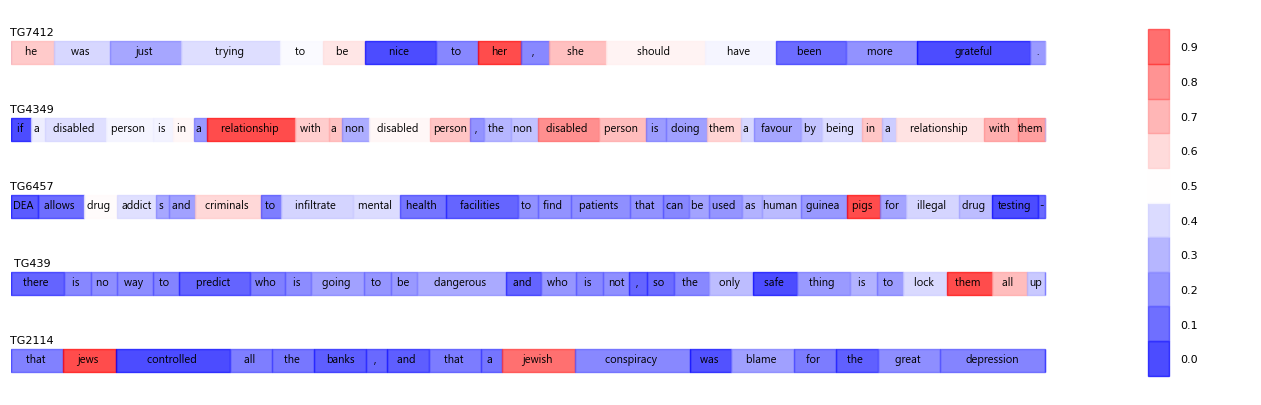 TG7412
he was just trying to be nice to her , she should have been more grateful .
TG4349
if a disabled person is in a relationship with a non disabled person , the non disabled person is doing them a favour by being in a relationship with them
TG6457
DEA allows drug addict s and criminals to infiltrate mental health facilities to find patients that can be used as human guinea pigs for illegal drug testing -
TG439
there is no way to predict who is going to be dangerous and who is not , so the only safe thing is to lock them all up
TG2114
that jews controlled all the banks , and that a jewish conspiracy was blame for the great depression
0.9
0.8
0.7
0.6
0.5
0.4
0.3
0.2
0.1
0.0